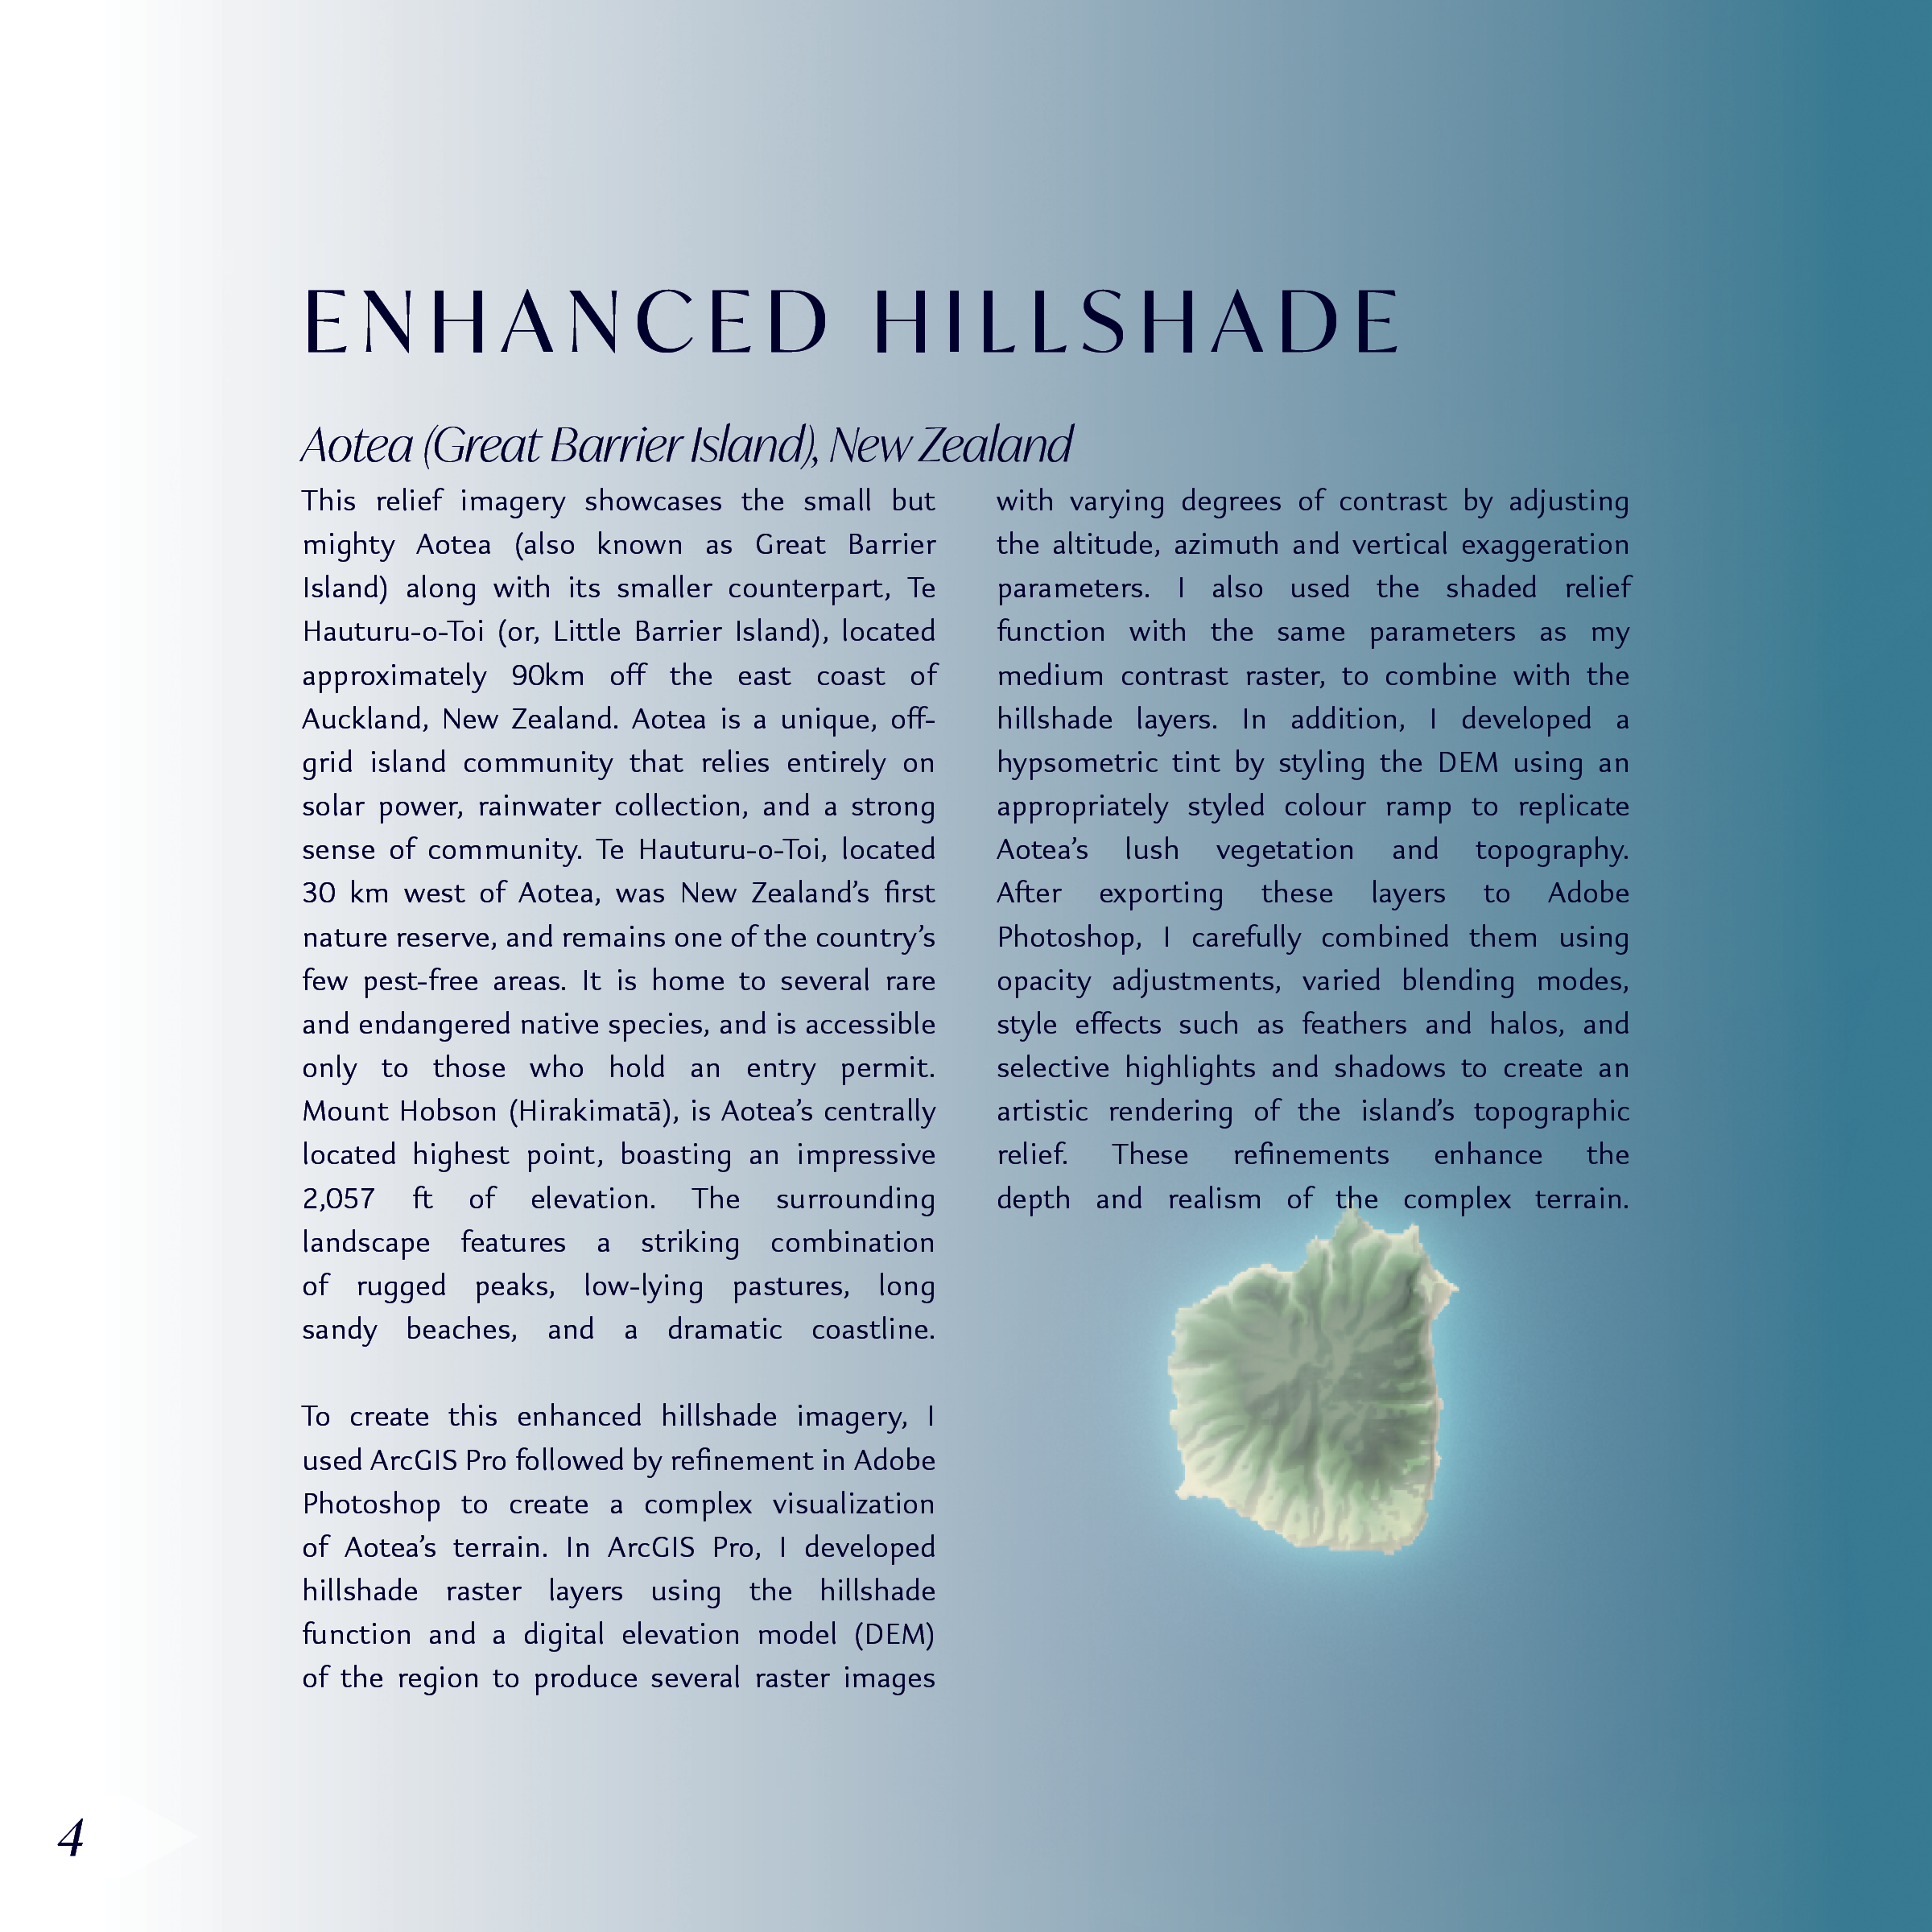 ENHANCED HILLSHADE
Aotea (Great Barrier Island), New Zealand
This relief imagery showcases the small but
mighty Aotea (also known as Great Barrier
Island) along with its smaller counterpart, Te
Hauturu-o-Toi (or, Little Barrier Island), located
approximately 90km off the east coast of
Auckland, New Zealand. Aotea is a unique, off-
grid island community that relies entirely on
solar power, rainwater collection, and a strong
sense of community. Te Hauturu-o-Toi, located
30 km west of Aotea, was New Zealand’s first
nature reserve, and remains one of the country’s
few pest-free areas. It is home to several rare
and endangered native species, and is accessible
only to those who hold an entry permit.
Mount Hobson (Hirakimatā), is Aotea’s centrally
located highest point, boasting an impressive
2,057 ft of elevation. The surrounding
landscape features a striking combination
of rugged peaks, low-lying pastures, long
sandy beaches, and a dramatic coastline.
To create this enhanced hillshade imagery, I
used ArcGIS Pro followed by refinement in Adobe
Photoshop to create a complex visualization
of Aotea’s terrain. In ArcGIS Pro, I developed
hillshade raster layers using the hillshade
function and a digital elevation model (DEM)
of the region to produce several raster images
with varying degrees of contrast by adjusting
the altitude, azimuth and vertical exaggeration
parameters. I also used the shaded relief
function with the same parameters as my
medium contrast raster, to combine with the
hillshade layers. In addition, I developed a
hypsometric tint by styling the DEM using an
appropriately styled colour ramp to replicate
Aotea’s lush vegetation and topography.
After exporting these layers to Adobe
Photoshop, I carefully combined them using
opacity adjustments, varied blending modes,
style effects such as feathers and halos, and
selective highlights and shadows to create an
artistic rendering of the island’s topographic
relief. These refinements enhance the
depth and realism of the complex terrain.
4